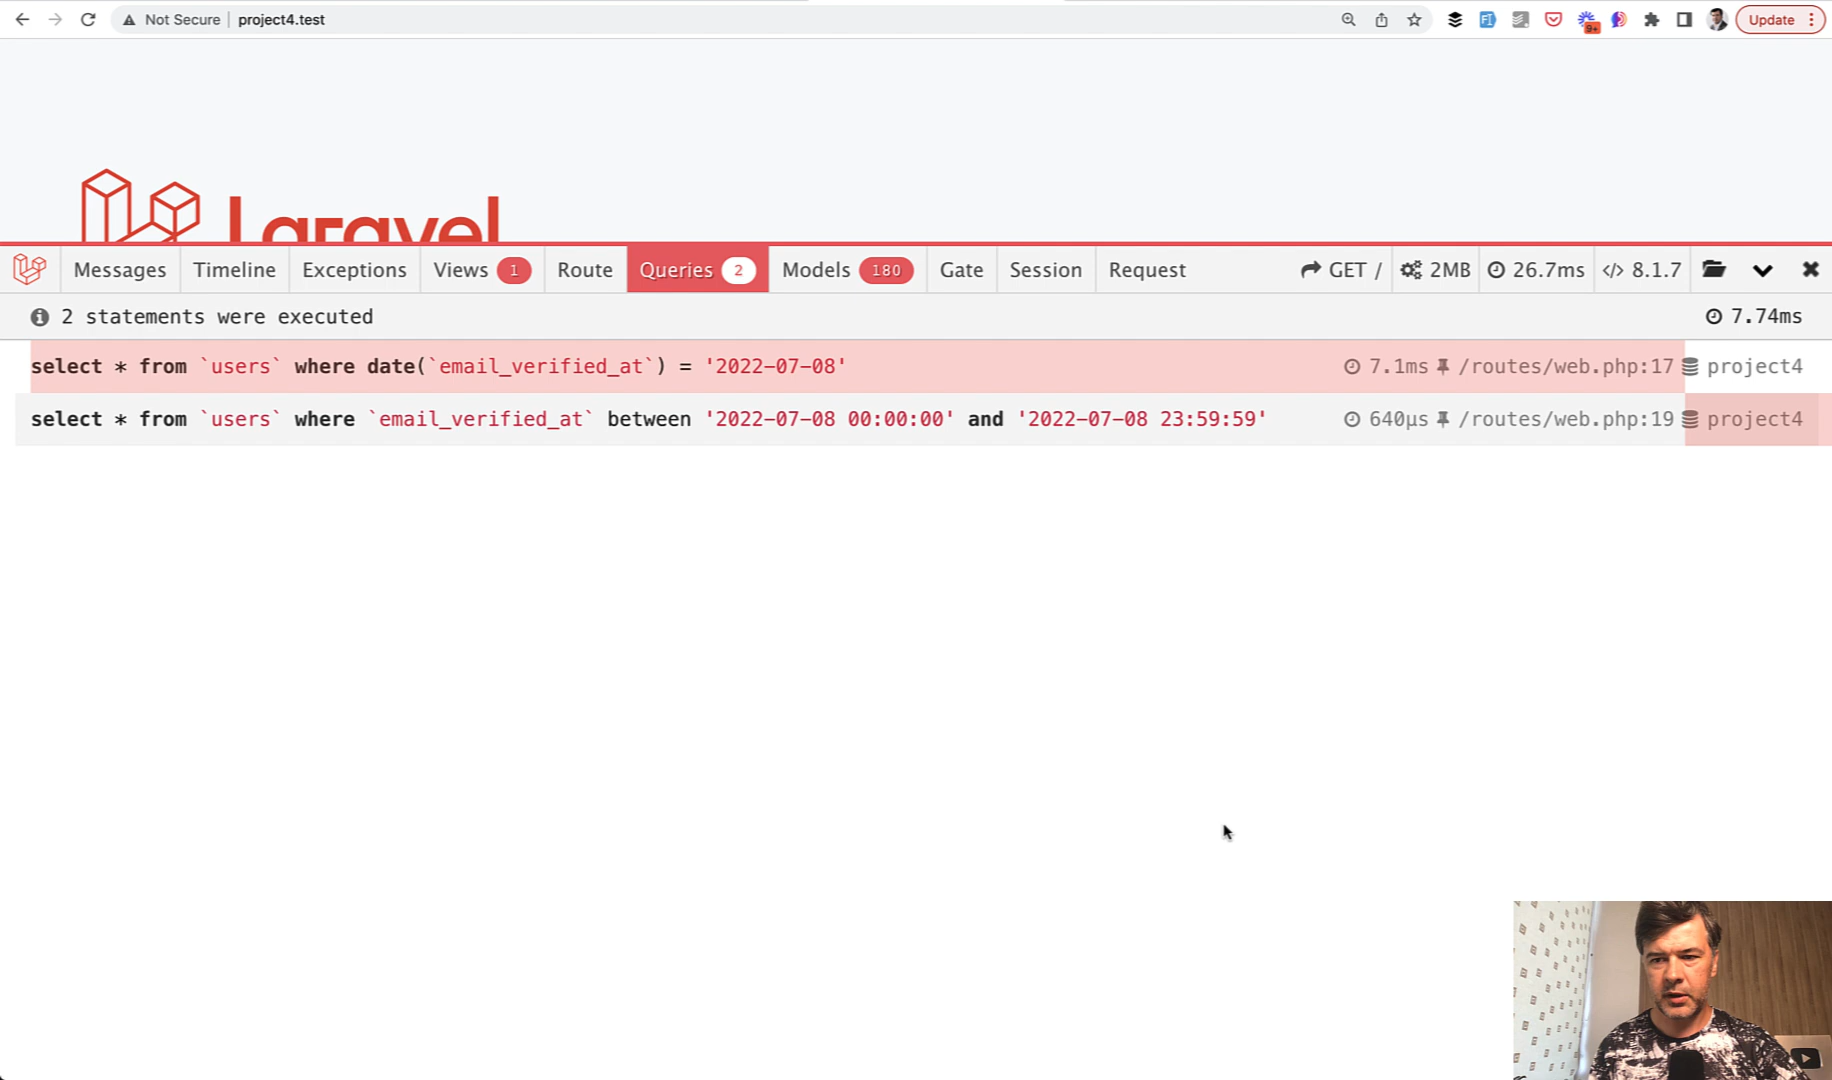 Not Secure project4.test 9+ Update
Laravel
Messages Timeline Exceptions Views 1 Route Queries 2 Models 180 Gate Session Request GET / 2MB 26.7ms </> 8.1.7
2 statements were executed 7.74ms
select * from `users` where date(`email_verified_at`) = '2022-07-08' 7.1ms /routes/web.php:17 project4
select * from `users` where `email_verified_at` between '2022-07-08 00:00:00' and '2022-07-08 23:59:59' 640μs /routes/web.php:19 project4